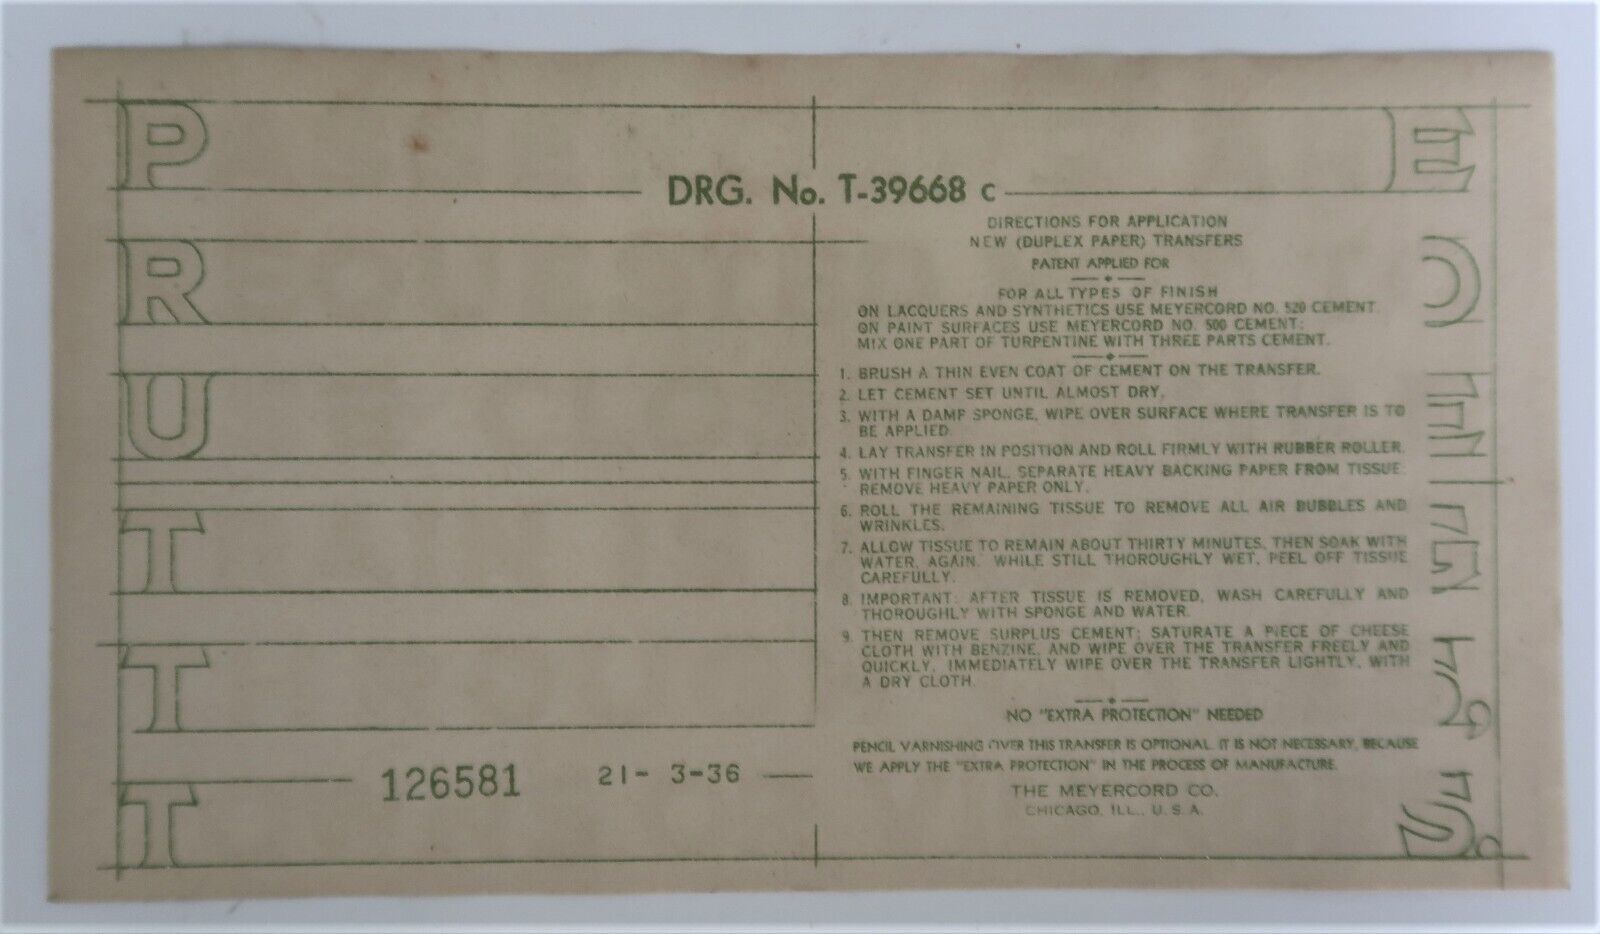 P
R
U
T
T
T
DRG. No. T-39668 C
DIRECTIONS FOR APPLICATION
NEW (DUPLEX PAPER) TRANSFERS
PATENT APPLIED FOR
FOR ALL TYPES OF FINISH
ON LACQUERS AND SYNTHETICS USE MEYERCORD NO. 520 CEMENT.
ON PAINT SURFACES USE MEYERCORD NO. 500 CEMENT;
MIX ONE PART OF TURPENTINE WITH THREE PARTS CEMENT.
1. BRUSH A THIN EVEN COAT OF CEMENT ON THE TRANSFER.
2. LET CEMENT SET UNTIL ALMOST DRY.
3. WITH A DAMP SPONGE, WIPE OVER SURFACE WHERE TRANSFER IS TO
BE APPLIED.
4. LAY TRANSFER IN POSITION AND ROLL FIRMLY WITH RUBBER ROLLER.
5. WITH FINGER NAIL, SEPARATE HEAVY BACKING PAPER FROM TISSUE.
REMOVE HEAVY PAPER ONLY.
6. ROLL THE REMAINING TISSUE TO REMOVE ALL AIR BUBBLES AND
WRINKLES.
7. ALLOW TISSUE TO REMAIN ABOUT THIRTY MINUTES, THEN SOAK WITH
WATER, AGAIN. WHILE STILL THOROUGHLY WET, PEEL OFF TISSUE
CAREFULLY.
8. IMPORTANT: AFTER TISSUE IS REMOVED, WASH CAREFULLY AND
THOROUGHLY WITH SPONGE AND WATER.
9. THEN REMOVE SURPLUS CEMENT; SATURATE A PIECE OF CHEESE
CLOTH WITH BENZINE, AND WIPE OVER THE TRANSFER FREELY AND
QUICKLY. IMMEDIATELY WIPE OVER THE TRANSFER LIGHTLY, WITH
A DRY CLOTH.
NO "EXTRA PROTECTION" NEEDED
PENCIL VARNISHING OVER THIS TRANSFER IS OPTIONAL. IT IS NOT NECESSARY, BECAUSE
WE APPLY THE "EXTRA PROTECTION" IN THE PROCESS OF MANUFACTURE.
THE MEYERCORD CO.
CHICAGO, ILL., U.S.A.
126581 21- 3-36